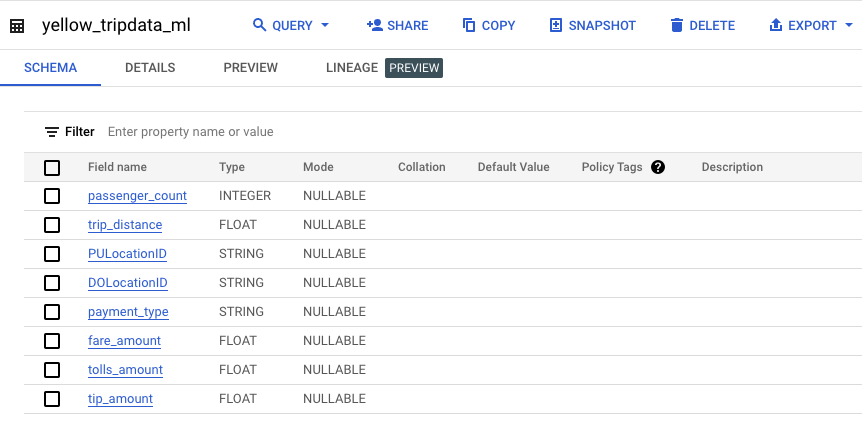 yellow_tripdata_ml QUERY SHARE COPY SNAPSHOT DELETE EXPORT
SCHEMA DETAILS PREVIEW LINEAGE PREVIEW
Filter Enter property name or value
Field name Type Mode Collation Default Value Policy Tags ? Description
passenger_count INTEGER NULLABLE
trip_distance FLOAT NULLABLE
PULocationID STRING NULLABLE
DOLocationID STRING NULLABLE
payment_type STRING NULLABLE
fare_amount FLOAT NULLABLE
tolls_amount FLOAT NULLABLE
tip_amount FLOAT NULLABLE